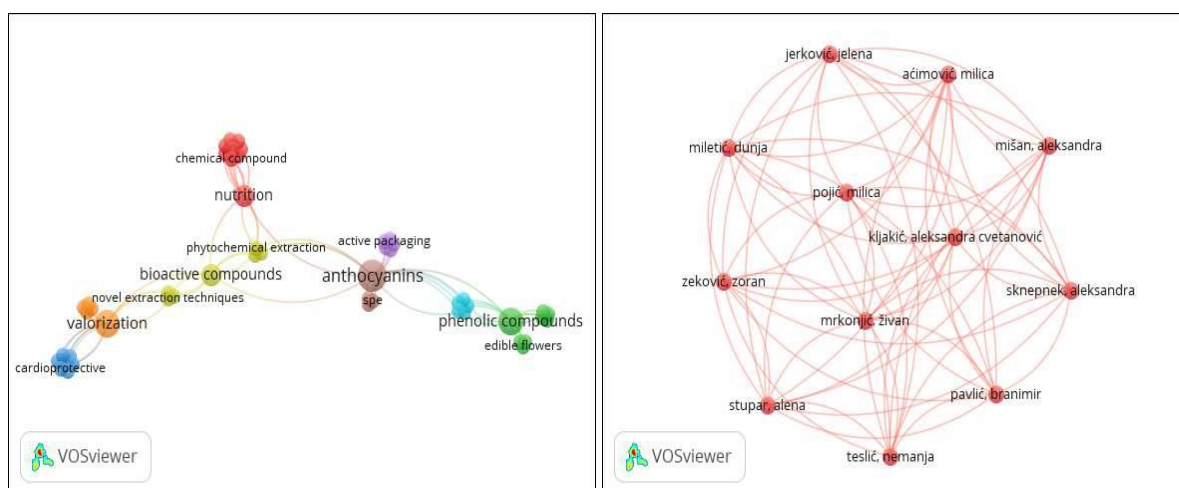 chemical compound
nutrition
phytochemical extraction
active packaging
bioactive compounds
anthocyanins
novel extraction techniques
spe
valorization
phenolic compounds
edible flowers
cardioprotective
VOSviewer
jerković, jelena
aćimović, milica
miletić, dunja
mišan, aleksandra
pojić, milica
kljakić, aleksandra cvetanović
zeković, zoran
sknepnek, aleksandra
mrkonjić, živan
pavlić, branimir
stupar, alena
teslić, nemanja
VOSviewer